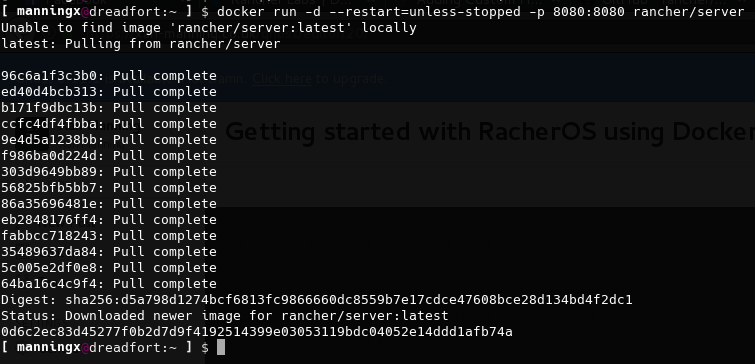 [ manningx@dreadfort:~ ] $ docker run -d --restart=unless-stopped -p 8080:8080 rancher/server
Unable to find image 'rancher/server:latest' locally
latest: Pulling from rancher/server
96c6a1f3c3b0: Pull complete
ed40d4bcb313: Pull complete
b171f9dbc13b: Pull complete
ccfc4df4fbba: Pull complete
9e4d5a1238bb: Pull complete
f986ba0d224d: Pull complete
303d9649bb89: Pull complete
56825bfb5bb7: Pull complete
86a35696481e: Pull complete
eb2848176ff4: Pull complete
fabbcc718243: Pull complete
35489637da84: Pull complete
5c005e2df0e8: Pull complete
64ba16c4c9f4: Pull complete
Digest: sha256:d5a798d1274bcf6813fc9866660dc8559b7e17cdce47608bce28d134bd4f2dc1
Status: Downloaded newer image for rancher/server:latest
0d6c2ec83d45277f0b2d7d9f4192514399e03053119bdc04052e14ddd1afb74a
[ manningx@dreadfort:~ ] $
Click here to upgrade
Getting started with RacherOS using Docker